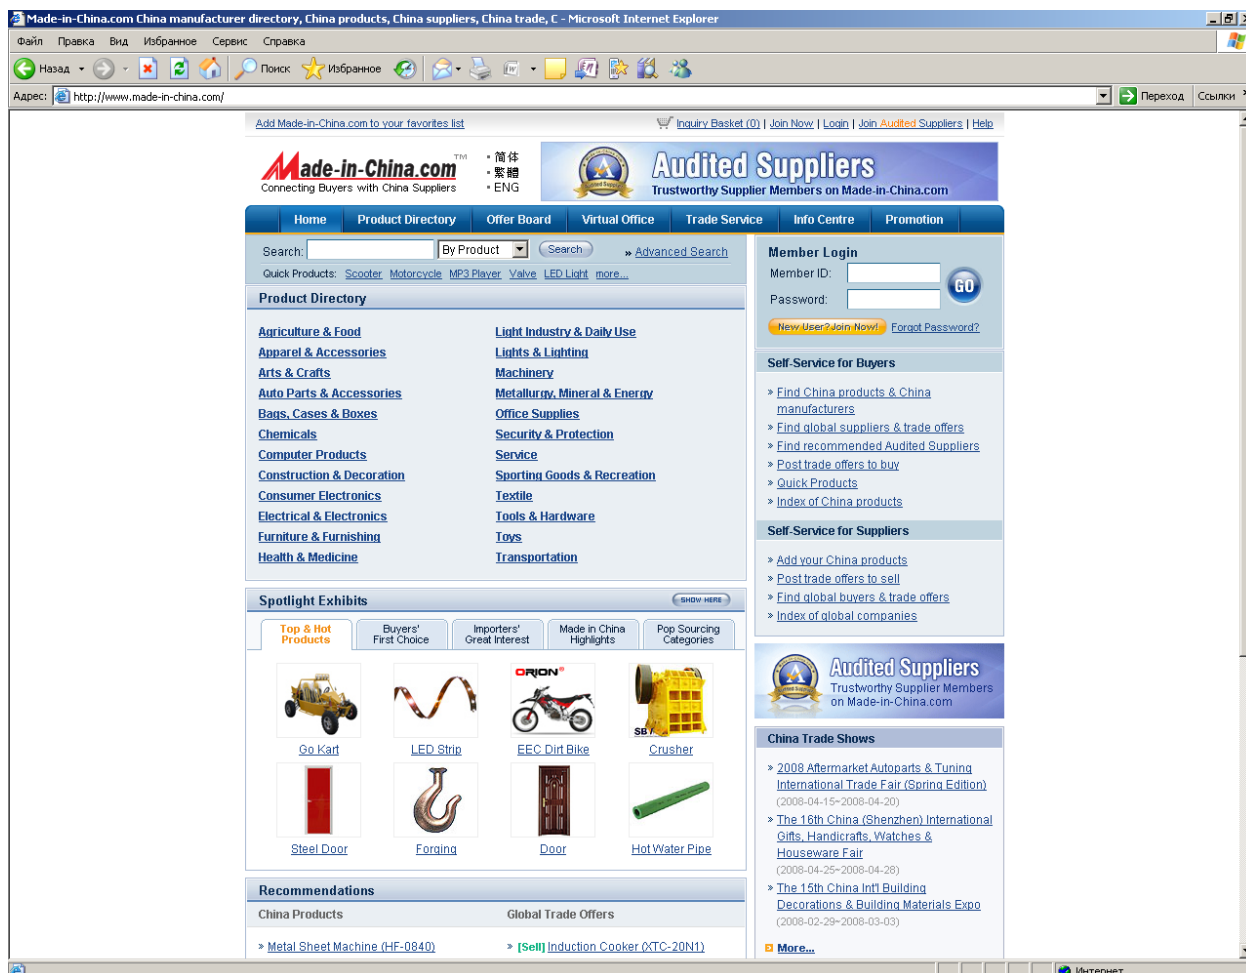 Made-in-China.com China manufacturer directory, China products, China suppliers, China trade, C - Microsoft Internet Explorer
Файл Правка Вид Избранное Сервис Справка
Назад Поиск Избранное
Адрес: http://www.made-in-china.com/ Переход Ссылки
Add Made-in-China.com to your favorites list Inquiry Basket (0) | Join Now | Login | Join Audited Suppliers | Help
Made-in-China.com™
Connecting Buyers with China Suppliers
简体
繁體
ENG
Audited Suppliers
Trustworthy Supplier Members on Made-in-China.com
Home Product Directory Offer Board Virtual Office Trade Service Info Centre Promotion
Search: By Product Search » Advanced Search
Quick Products: Scooter Motorcycle MP3 Player Valve LED Light more...
Member Login
Member ID:
Password:
GO
New User? Join Now! Forgot Password?
Product Directory
Agriculture & Food Light Industry & Daily Use
Apparel & Accessories Lights & Lighting
Arts & Crafts Machinery
Auto Parts & Accessories Metallurgy, Mineral & Energy
Bags, Cases & Boxes Office Supplies
Chemicals Security & Protection
Computer Products Service
Construction & Decoration Sporting Goods & Recreation
Consumer Electronics Textile
Electrical & Electronics Tools & Hardware
Furniture & Furnishing Toys
Health & Medicine Transportation
Self-Service for Buyers
» Find China products & China
manufacturers
» Find global suppliers & trade offers
» Find recommended Audited Suppliers
» Post trade offers to buy
» Quick Products
» Index of China products
Self-Service for Suppliers
» Add your China products
» Post trade offers to sell
» Find global buyers & trade offers
» Index of global companies
Spotlight Exhibits SHOW HERE
Top & Hot
Products
Buyers'
First Choice
Importers'
Great Interest
Made in China
Highlights
Pop Sourcing
Categories
ORION®
Go Kart LED Strip EEC Dirt Bike Crusher
Steel Door Forging Door Hot Water Pipe
Audited Suppliers
Trustworthy Supplier Members
on Made-in-China.com
China Trade Shows
» 2008 Aftermarket Autoparts & Tuning
International Trade Fair (Spring Edition)
(2008-04-15~2008-04-20)
» The 16th China (Shenzhen) International
Gifts, Handicrafts, Watches &
Houseware Fair
(2008-04-25~2008-04-28)
» The 15th China Int'l Building
Decorations & Building Materials Expo
(2008-02-29~2008-03-03)
More...
Recommendations
China Products Global Trade Offers
» Metal Sheet Machine (HF-0840) » [Sell] Induction Cooker (XTC-20N1)
Интернет